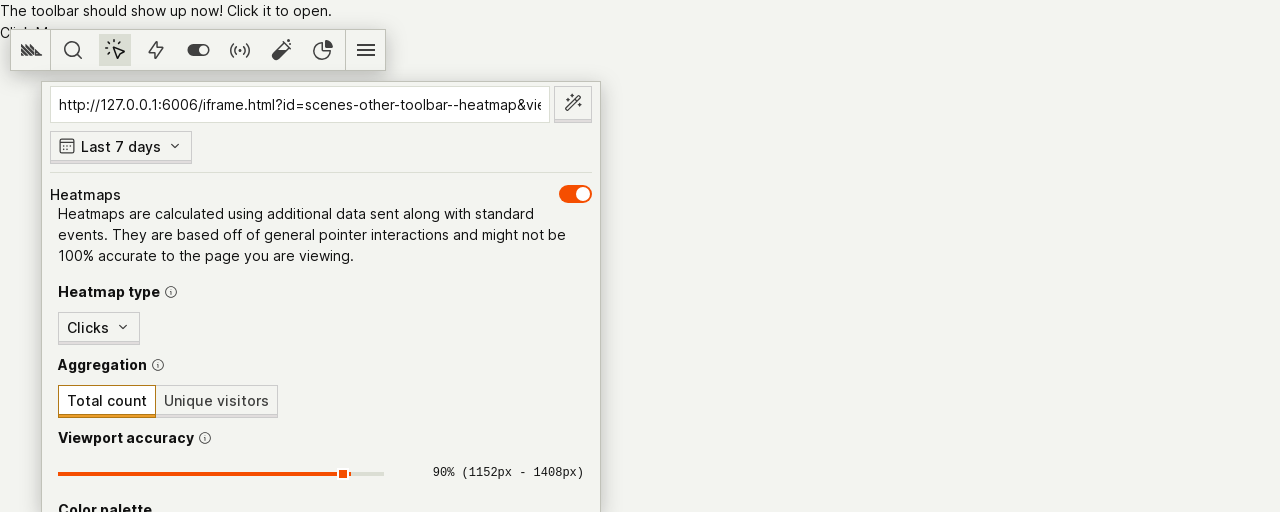 The toolbar should show up now! Click it to open.
http://127.0.0.1:6006/iframe.html?id=scenes-other-toolbar--heatmap&vie
Last 7 days
Heatmaps
Heatmaps are calculated using additional data sent along with standard
events. They are based off of general pointer interactions and might not be
100% accurate to the page you are viewing.
Heatmap type
Clicks
Aggregation
Total count
Unique visitors
Viewport accuracy
90% (1152px - 1408px)
Color palette